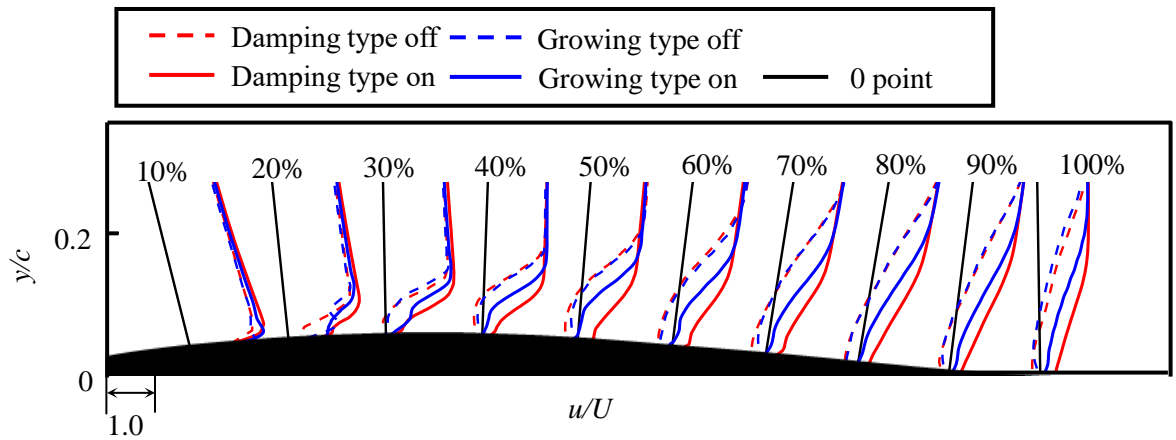 Damping type off Growing type off
Damping type on Growing type on 0 point
10% 20% 30% 40% 50% 60% 70% 80% 90% 100%
0.2
y/c
0
u/U
1.0